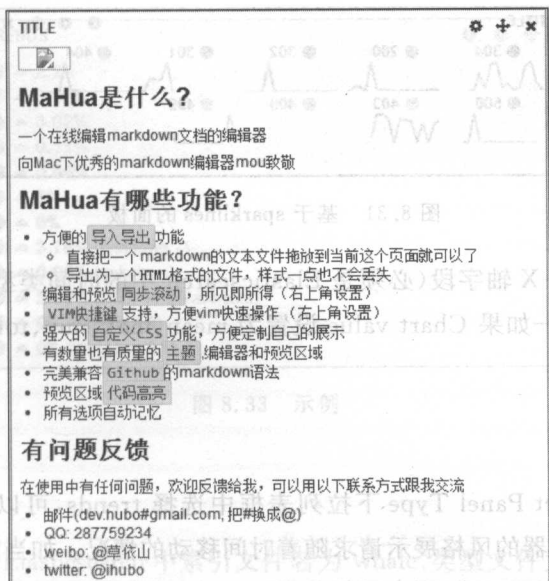 TITLE
MaHua是什么?
一个在线编辑markdown文档的编辑器
向Mac下优秀的markdown编辑器mou致敬
MaHua有哪些功能?
方便的 导入导出 功能
直接把一个markdown的文本文件拖放到当前这个页面就可以了
导出为一个HTML格式的文件，样式一点也不会丢失
编辑和预览 同步滚动 ，所见即所得（右上角设置）
VIM快捷键 支持，方便vim快速操作（右上角设置）
强大的 自定义CSS 功能，方便定制自己的展示
有数量也有质量的 主题 ,编辑器和预览区域
完美兼容 Github 的markdown语法
预览区域 代码高亮
所有选项自动记忆
有问题反馈
在使用中有任何问题，欢迎反馈给我，可以用以下联系方式跟我交流
邮件(dev.hubo#gmail.com, 把#换成@)
QQ: 287759234
weibo: @草依山
twitter: @ihubo